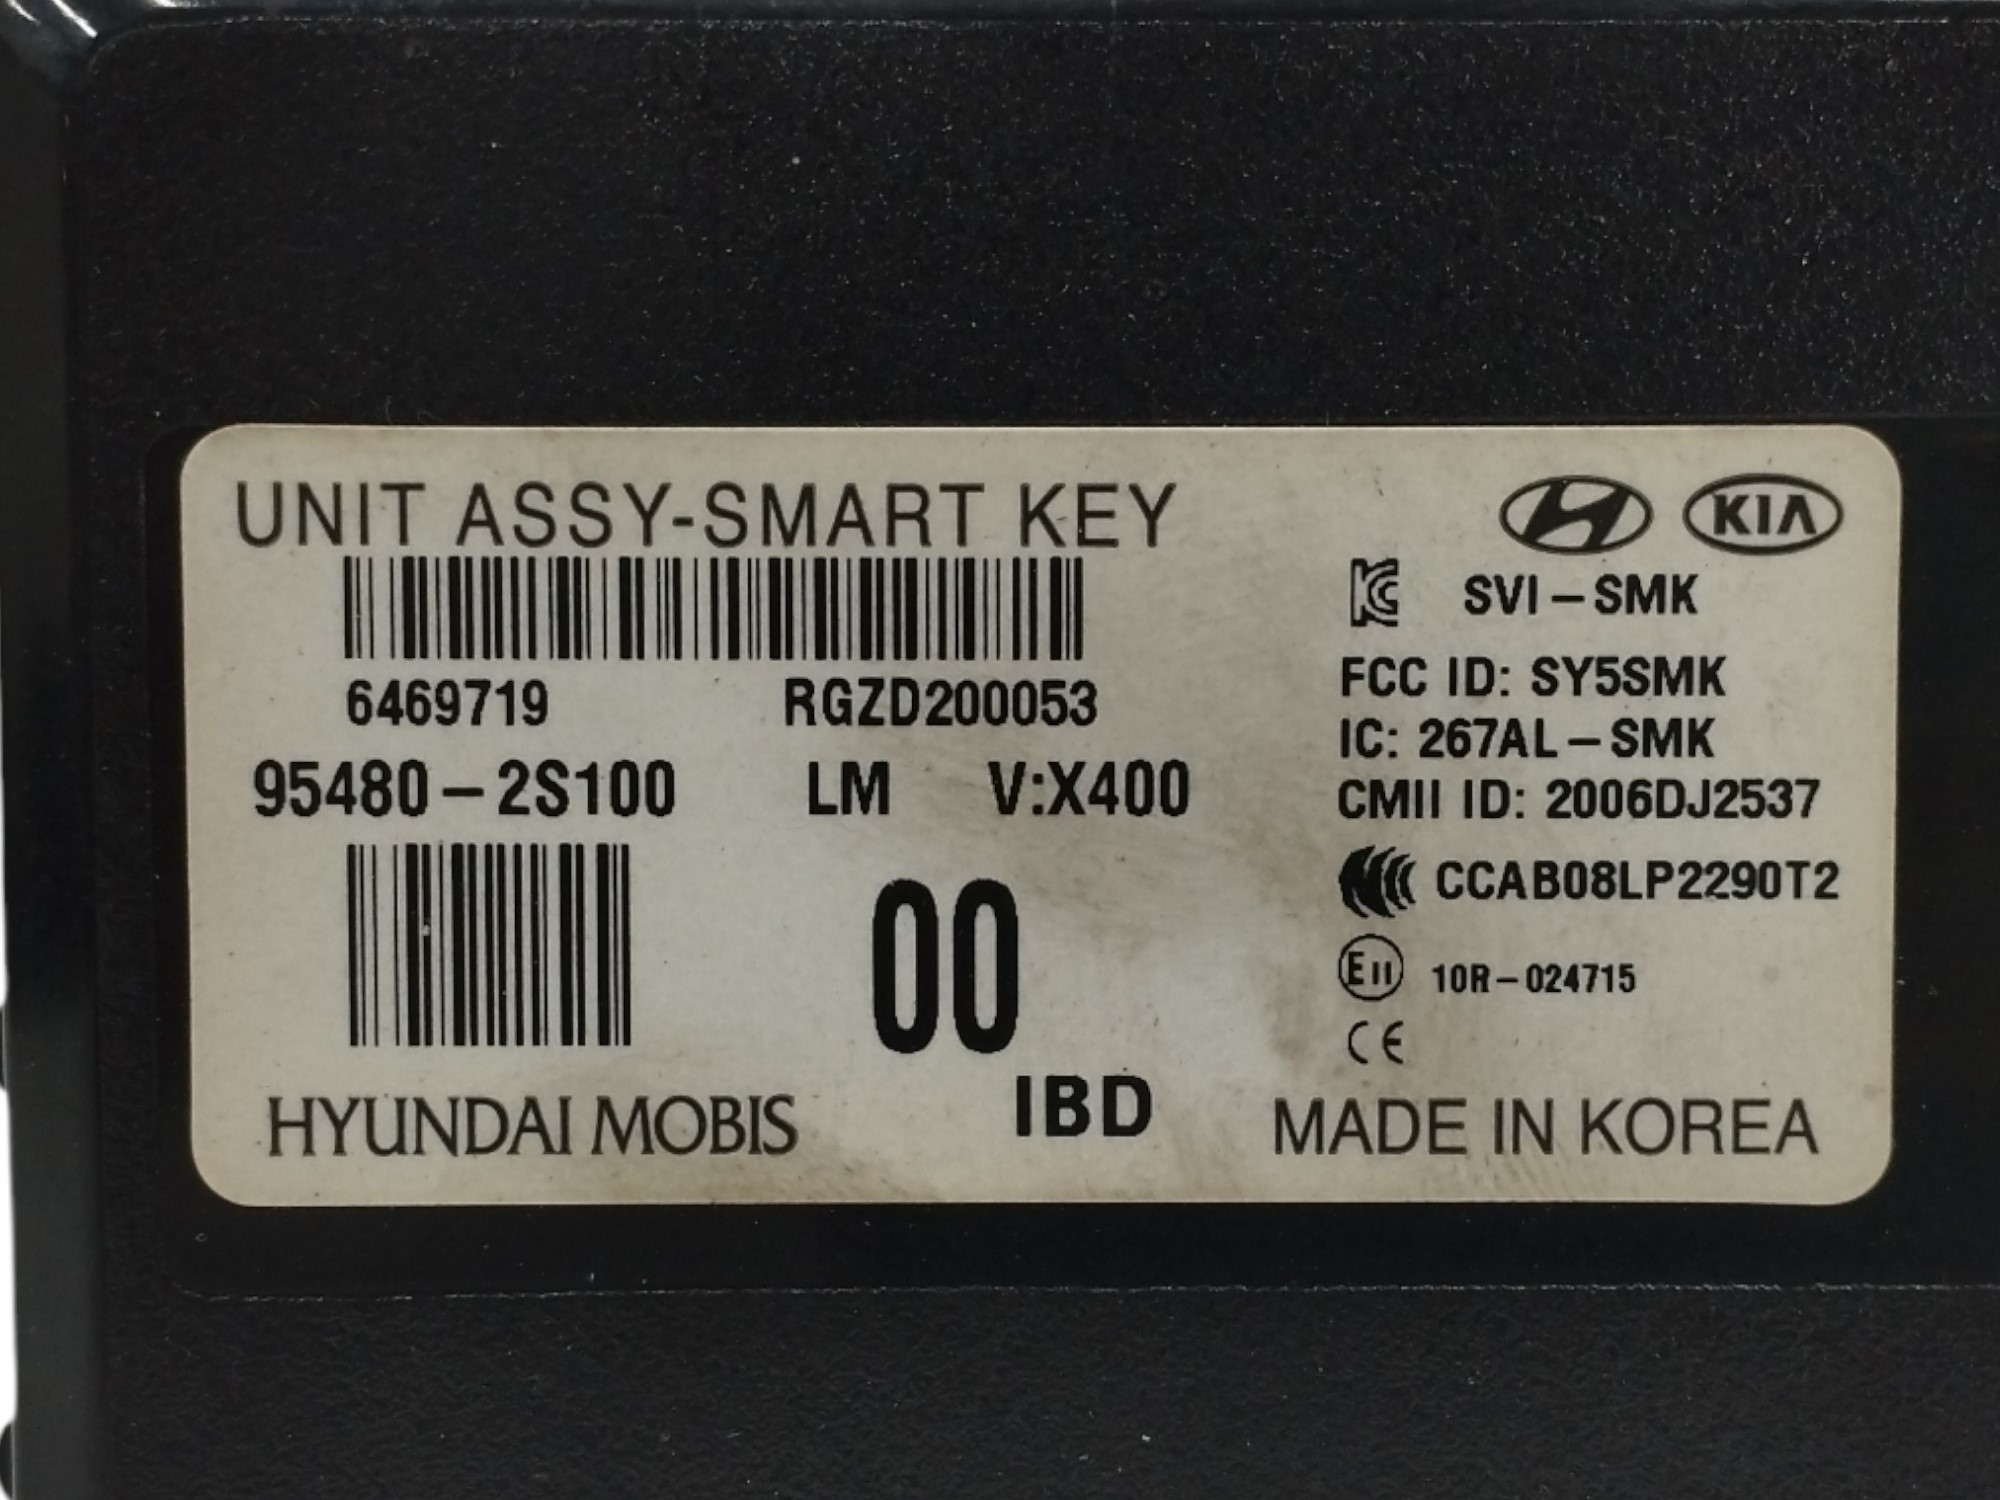 UNIT ASSY-SMART KEY
KIA
SVI-SMK
6469719 RGZD200053
FCC ID: SY5SMK
IC: 267AL-SMK
95480-2S100 LM V:X400
CMII ID: 2006DJ2537
CCAB08LP2290T2
00
E11 10R-024715
CE
IBD
HYUNDAI MOBIS
MADE IN KOREA